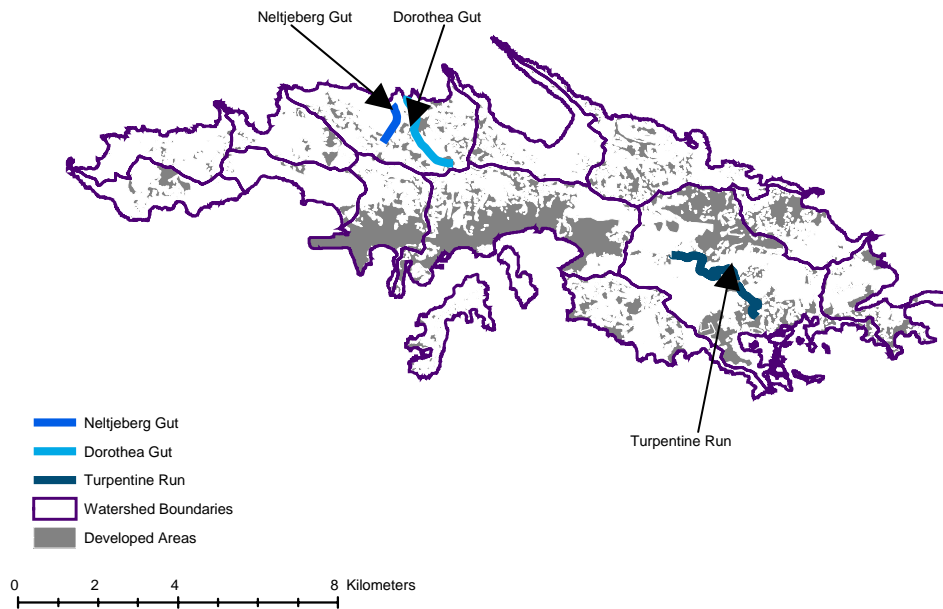 Neltjeberg Gut
Dorothea Gut
Turpentine Run
Neltjeberg Gut
Dorothea Gut
Turpentine Run
Watershed Boundaries
Developed Areas
0 2 4 8 Kilometers